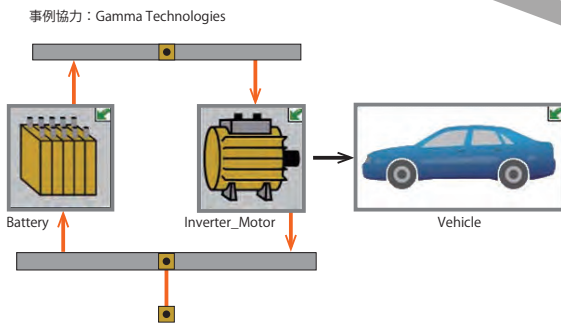 事例協力：Gamma Technologies
Battery
Inverter_Motor
Vehicle